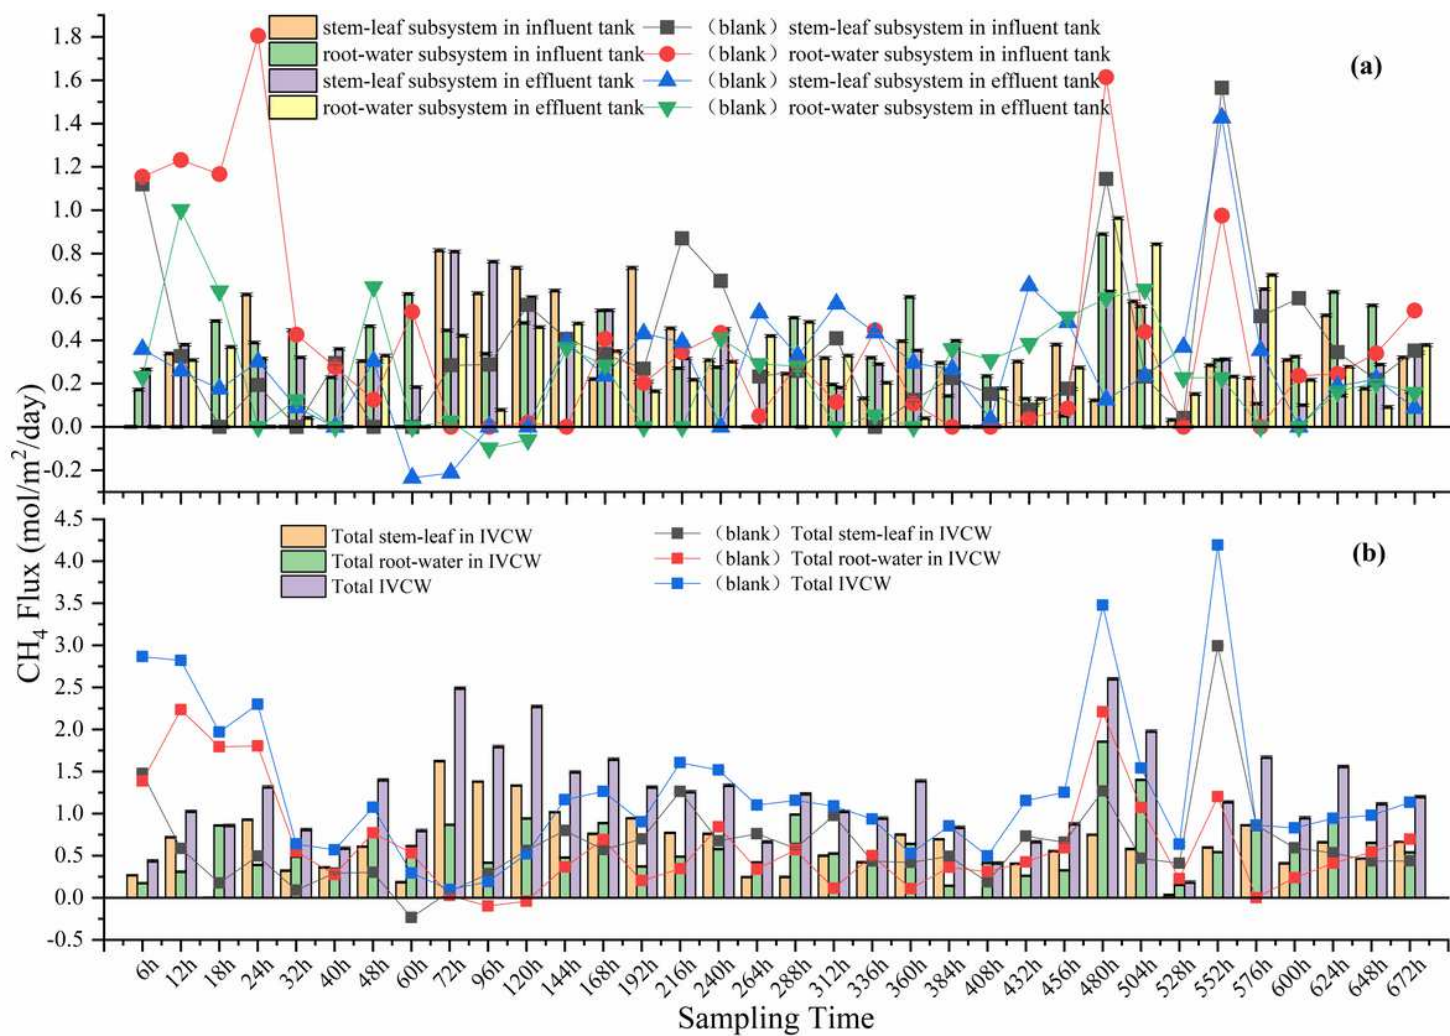 stem-leaf subsystem in influent tank
root-water subsystem in influent tank
stem-leaf subsystem in effluent tank
root-water subsystem in effluent tank
（blank）stem-leaf subsystem in influent tank
（blank）root-water subsystem in influent tank
（blank）stem-leaf subsystem in effluent tank
（blank）root-water subsystem in effluent tank
(a)
1.8
1.6
1.4
1.2
1.0
0.8
0.6
0.4
0.2
0.0
-0.2
CH₄ Flux (mol/m²/day)
Total stem-leaf in IVCW
Total root-water in IVCW
Total IVCW
（blank）Total stem-leaf in IVCW
（blank）Total root-water in IVCW
（blank）Total IVCW
(b)
4.5
4.0
3.5
3.0
2.5
2.0
1.5
1.0
0.5
0.0
-0.5
6h 12h 18h 24h 32h 40h 48h 60h 72h 96h 120h 144h 168h 192h 216h 240h 264h 288h 312h 336h 360h 384h 408h 432h 456h 480h 504h 528h 552h 576h 600h 624h 648h 672h
Sampling Time